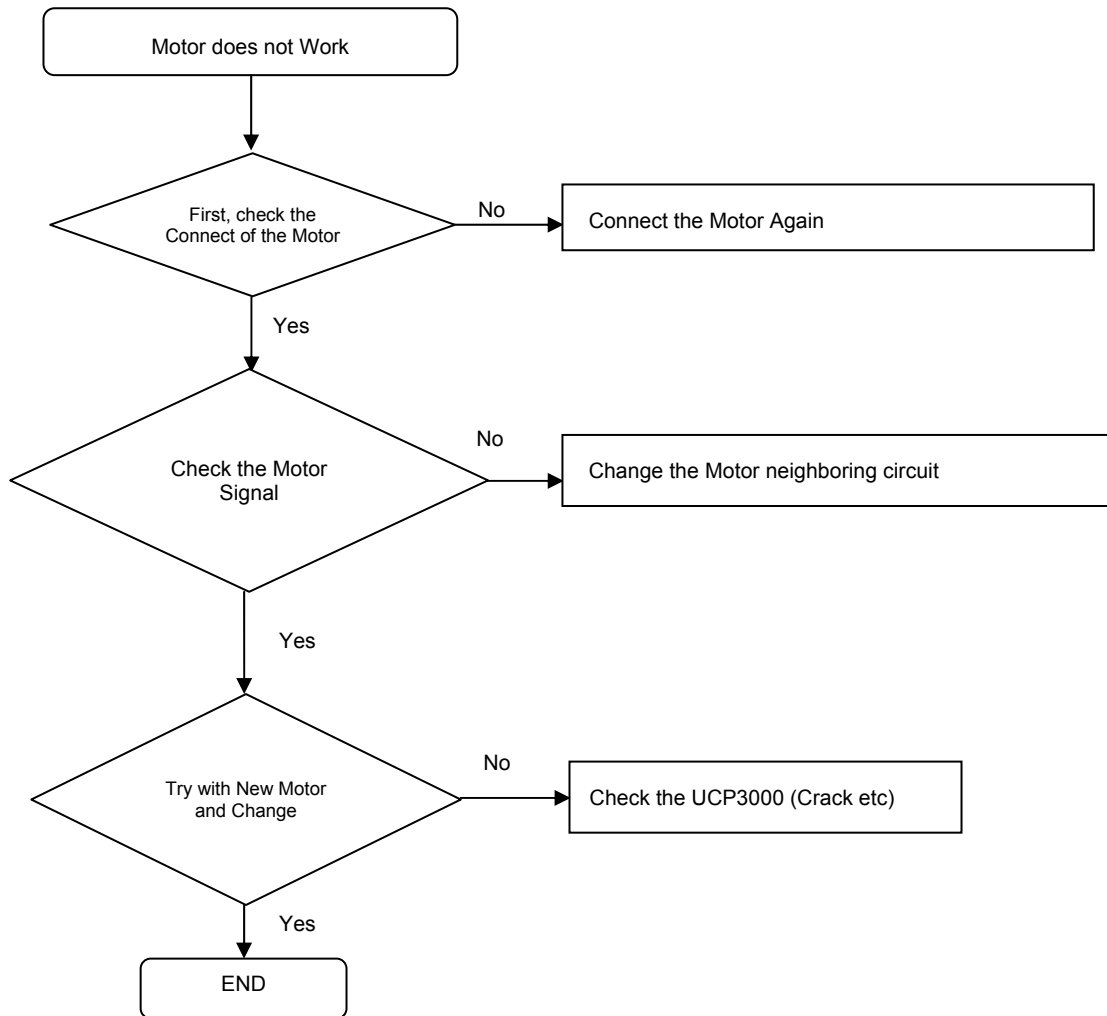 Motor does not Work
First, check the
Connect of the Motor
No
Connect the Motor Again
Yes
Check the Motor
Signal
No
Change the Motor neighboring circuit
Yes
Try with New Motor
and Change
No
Check the UCP3000 (Crack etc)
Yes
END